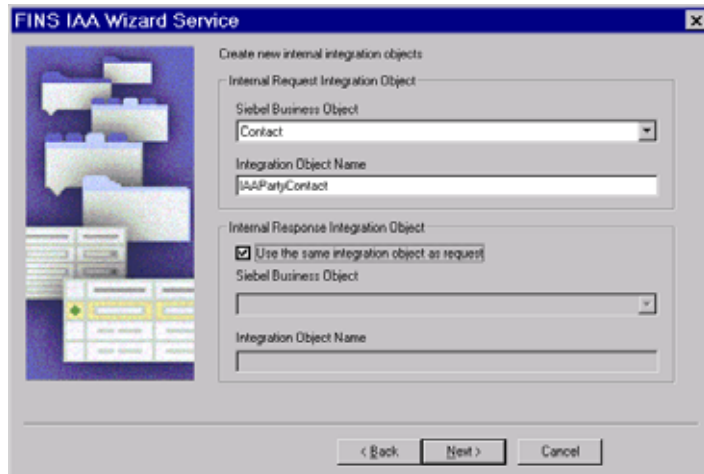 FINS IAA Wizard Service
Create new internal integration objects
Internal Request Integration Object
Siebel Business Object
Contact
Integration Object Name
IAAPartyContact
Internal Response Integration Object
Use the same integration object as request
Siebel Business Object
Integration Object Name
< Back
Next >
Cancel